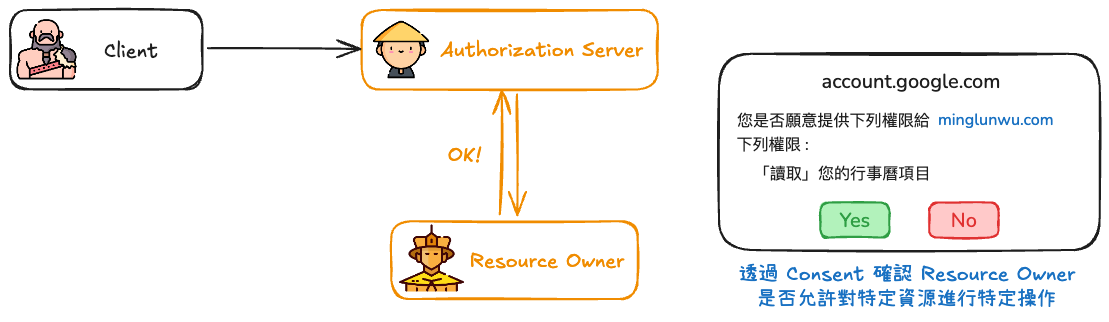 Client
Authorization Server
OK!
Resource Owner
account.google.com
您是否願意提供下列權限給 minglunwu.com
下列權限 :
「讀取」您的行事曆項目
Yes
No
透過 Consent 確認 Resource Owner
是否允許對特定資源進行特定操作